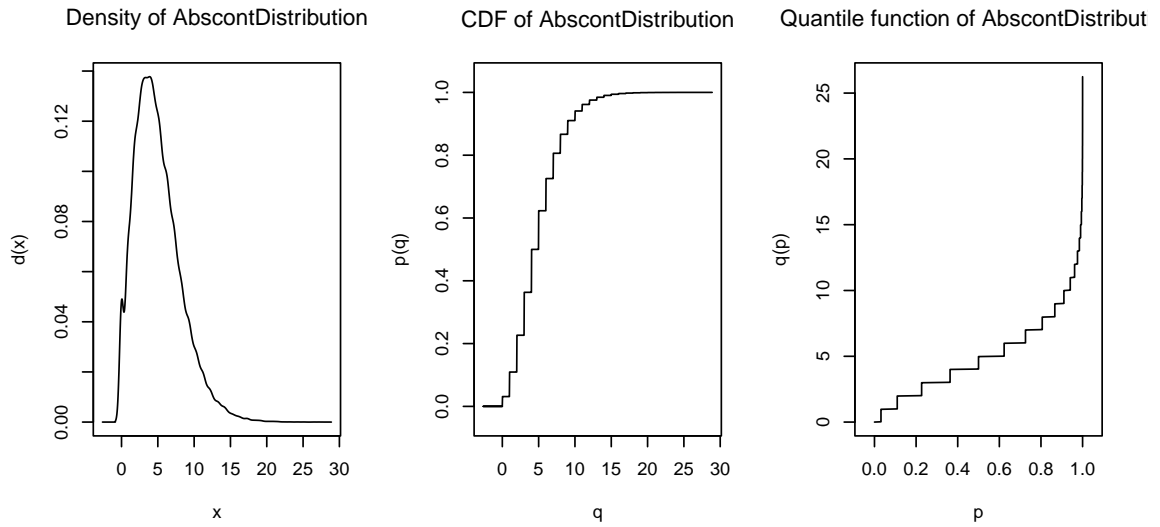 Density of AbscontDistribution
CDF of AbscontDistribution
Quantile function of AbscontDistribut
0.00
0.04
0.08
0.12
d(x)
0 5 10 15 20 25 30
x
0.0
0.2
0.4
0.6
0.8
1.0
p(q)
0 5 10 15 20 25 30
q
0
5
10
15
20
25
q(p)
0.0 0.2 0.4 0.6 0.8 1.0
p